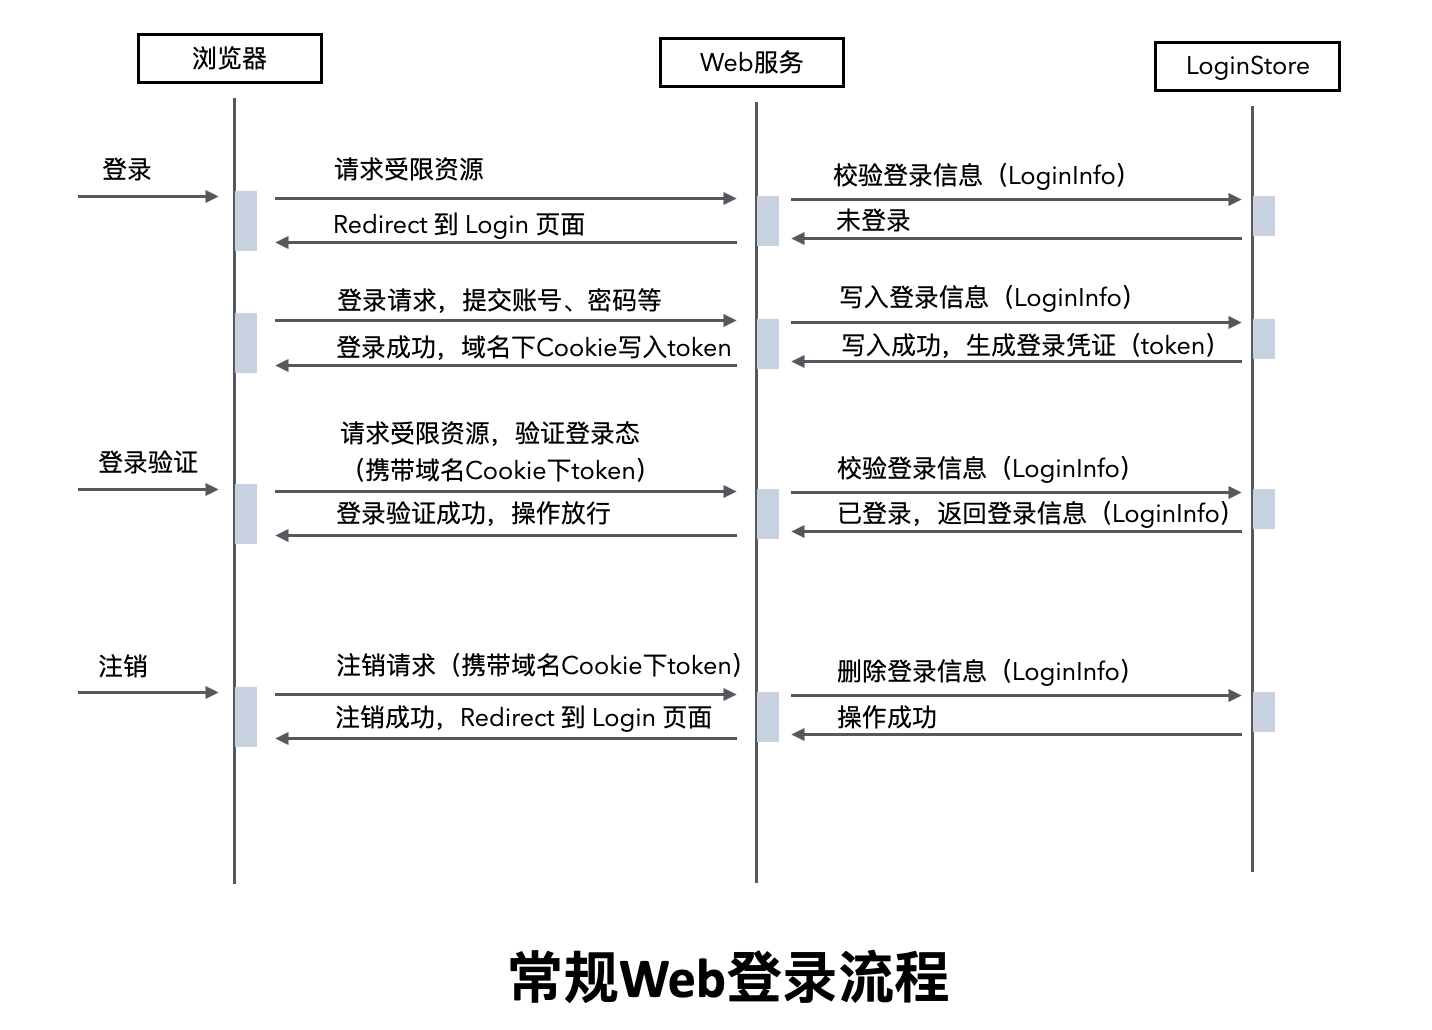 浏览器
Web服务
LoginStore
登录
请求受限资源
校验登录信息（LoginInfo）
Redirect 到 Login 页面
未登录
登录请求，提交账号、密码等
写入登录信息（LoginInfo）
登录成功，域名下Cookie写入token
写入成功，生成登录凭证（token）
登录验证
请求受限资源，验证登录态
（携带域名Cookie下token）
校验登录信息（LoginInfo）
登录验证成功，操作放行
已登录，返回登录信息（LoginInfo）
注销
注销请求（携带域名Cookie下token）
删除登录信息（LoginInfo）
注销成功，Redirect 到 Login 页面
操作成功
常规Web登录流程